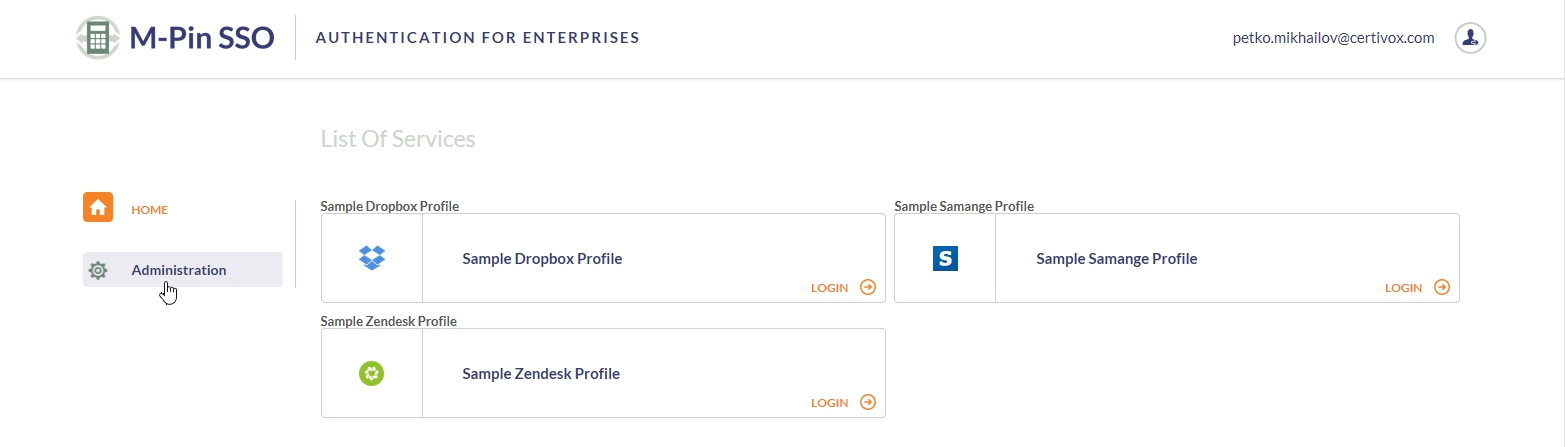 M-Pin SSO
AUTHENTICATION FOR ENTERPRISES
petko.mikhailov@certivox.com
List Of Services
HOME
Administration
Sample Dropbox Profile
Sample Dropbox Profile
LOGIN
Sample Samange Profile
S
Sample Samange Profile
LOGIN
Sample Zendesk Profile
Sample Zendesk Profile
LOGIN